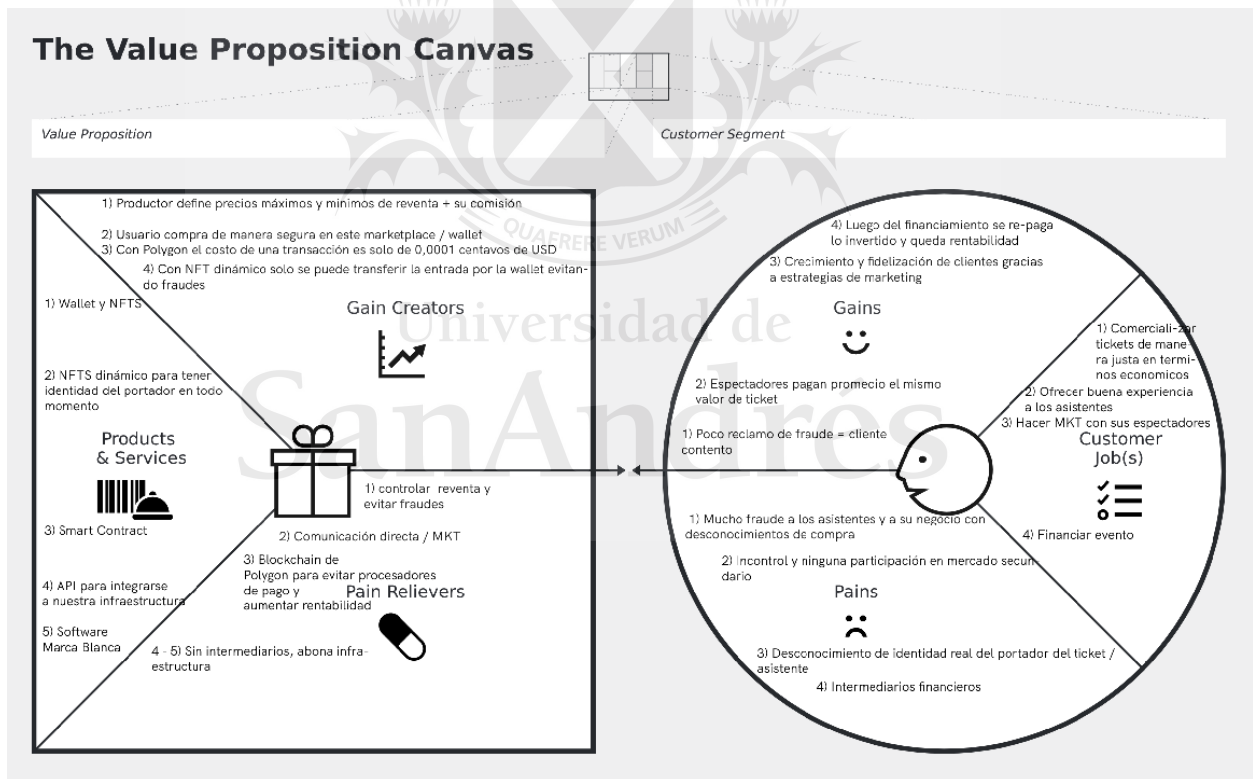 The Value Proposition Canvas
Value Proposition
Customer Segment
1) Productor define precios máximos y minimos de reventa + su comisión
2) Usuario compra de manera segura en este marketplace / wallet
3) Con Polygon el costo de una transacción es solo de 0,0001 centavos de USD
4) Con NFT dinámico solo se puede transferir la entrada por la wallet evitan-
do fraudes
Gain Creators
1) Wallet y NFTS
2) NFTS dinámico para tener
identidad del portador en todo
momento
Products
& Services
3) Smart Contract
4) API para integrarse
a nuestra infraestructura
5) Software
Marca Blanca
1) controlar reventa y
evitar fraudes
2) Comunicación directa / MKT
3) Blockchain de
Polygon para evitar procesadores
de pago y
aumentar rentabilidad
Pain Relievers
4 - 5) Sin intermediarios, abona infra-
estructura
4) Luego del financiamiento se re-paga
lo invertido y queda rentabilidad
3) Crecimiento y fidelización de clientes gracias
a estrategias de marketing
Gains
2) Espectadores pagan promecio el mismo
valor de ticket
1) Poco reclamo de fraude = cliente
contento
1) Comerciali-zar
tickets de mane-
ra justa en termi-
nos economicos
2) Ofrecer buena experiencia
a los asistentes
3) Hacer MKT con sus espectadores
Customer
Job(s)
4) Financiar evento
1) Mucho fraude a los asistentes y a su negocio con
desconocimientos de compra
2) Incontrol y ninguna participación en mercado secun-
dario
Pains
3) Desconocimiento de identidad real del portador del ticket /
asistente
4) Intermediarios financieros
QUAERERE VERUM
Universidad de
SanAndrés